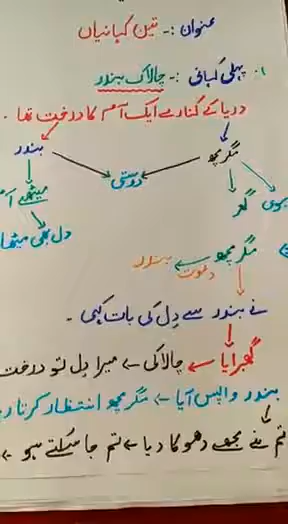 عنوان :- تین کہانیاں
۱. پہلی کہانی :- چالاک بندر
دریا کے کنارے ایک آم کا درخت تھا ۔
مگرمچھ بندر
دوستی
بیوی گھر میٹھے آم
دل بھی میٹھا
مگرمچھ ← بندر
دعوت
نے بندر سے دل کی بات کہی ۔
گھبرایا ← چالاکی ← میرا دل تو درخت
بندر واپس آیا ← مگرمچھ انتظار کرتا
تم نے مجھے دھوکا دیا ← تم جا سکتے ہو ←